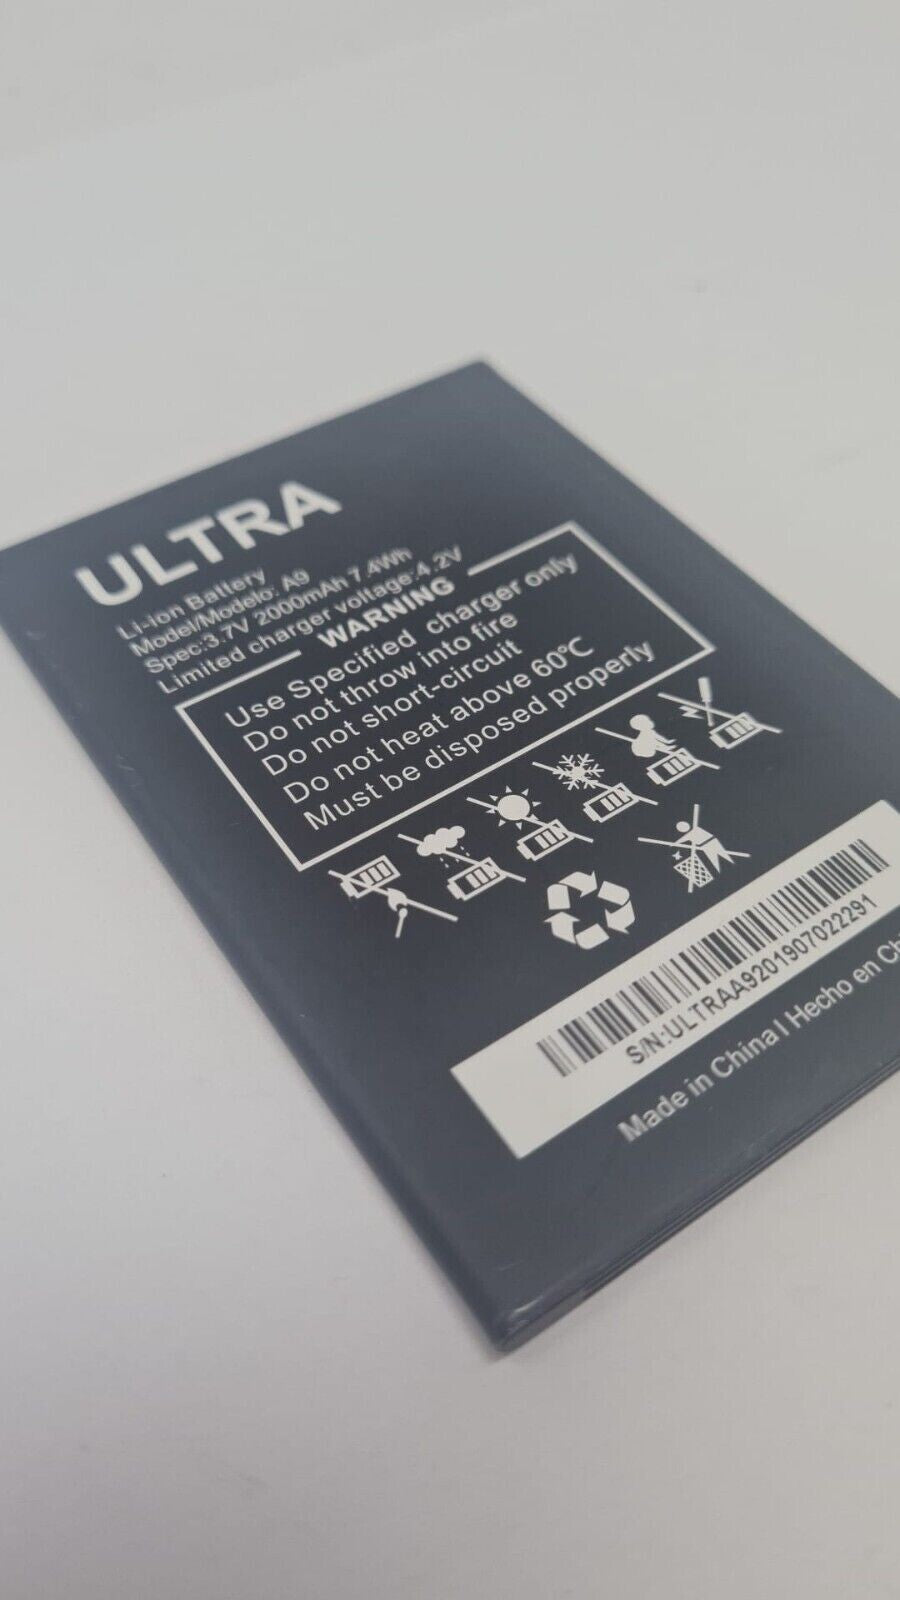 ULTRA
Li-ion Battery
Model/Modelo: A9
Spec:3.7V 2000mAh 7.4Wh
Limited charger voltage:4.2V
WARNING
Use Specified charger only
Do not throw into fire
Do not short-circuit
Do not heat above 60℃
Must be disposed properly
S/N:ULTRAA9201907022291
Made in China I Hecho en Ch